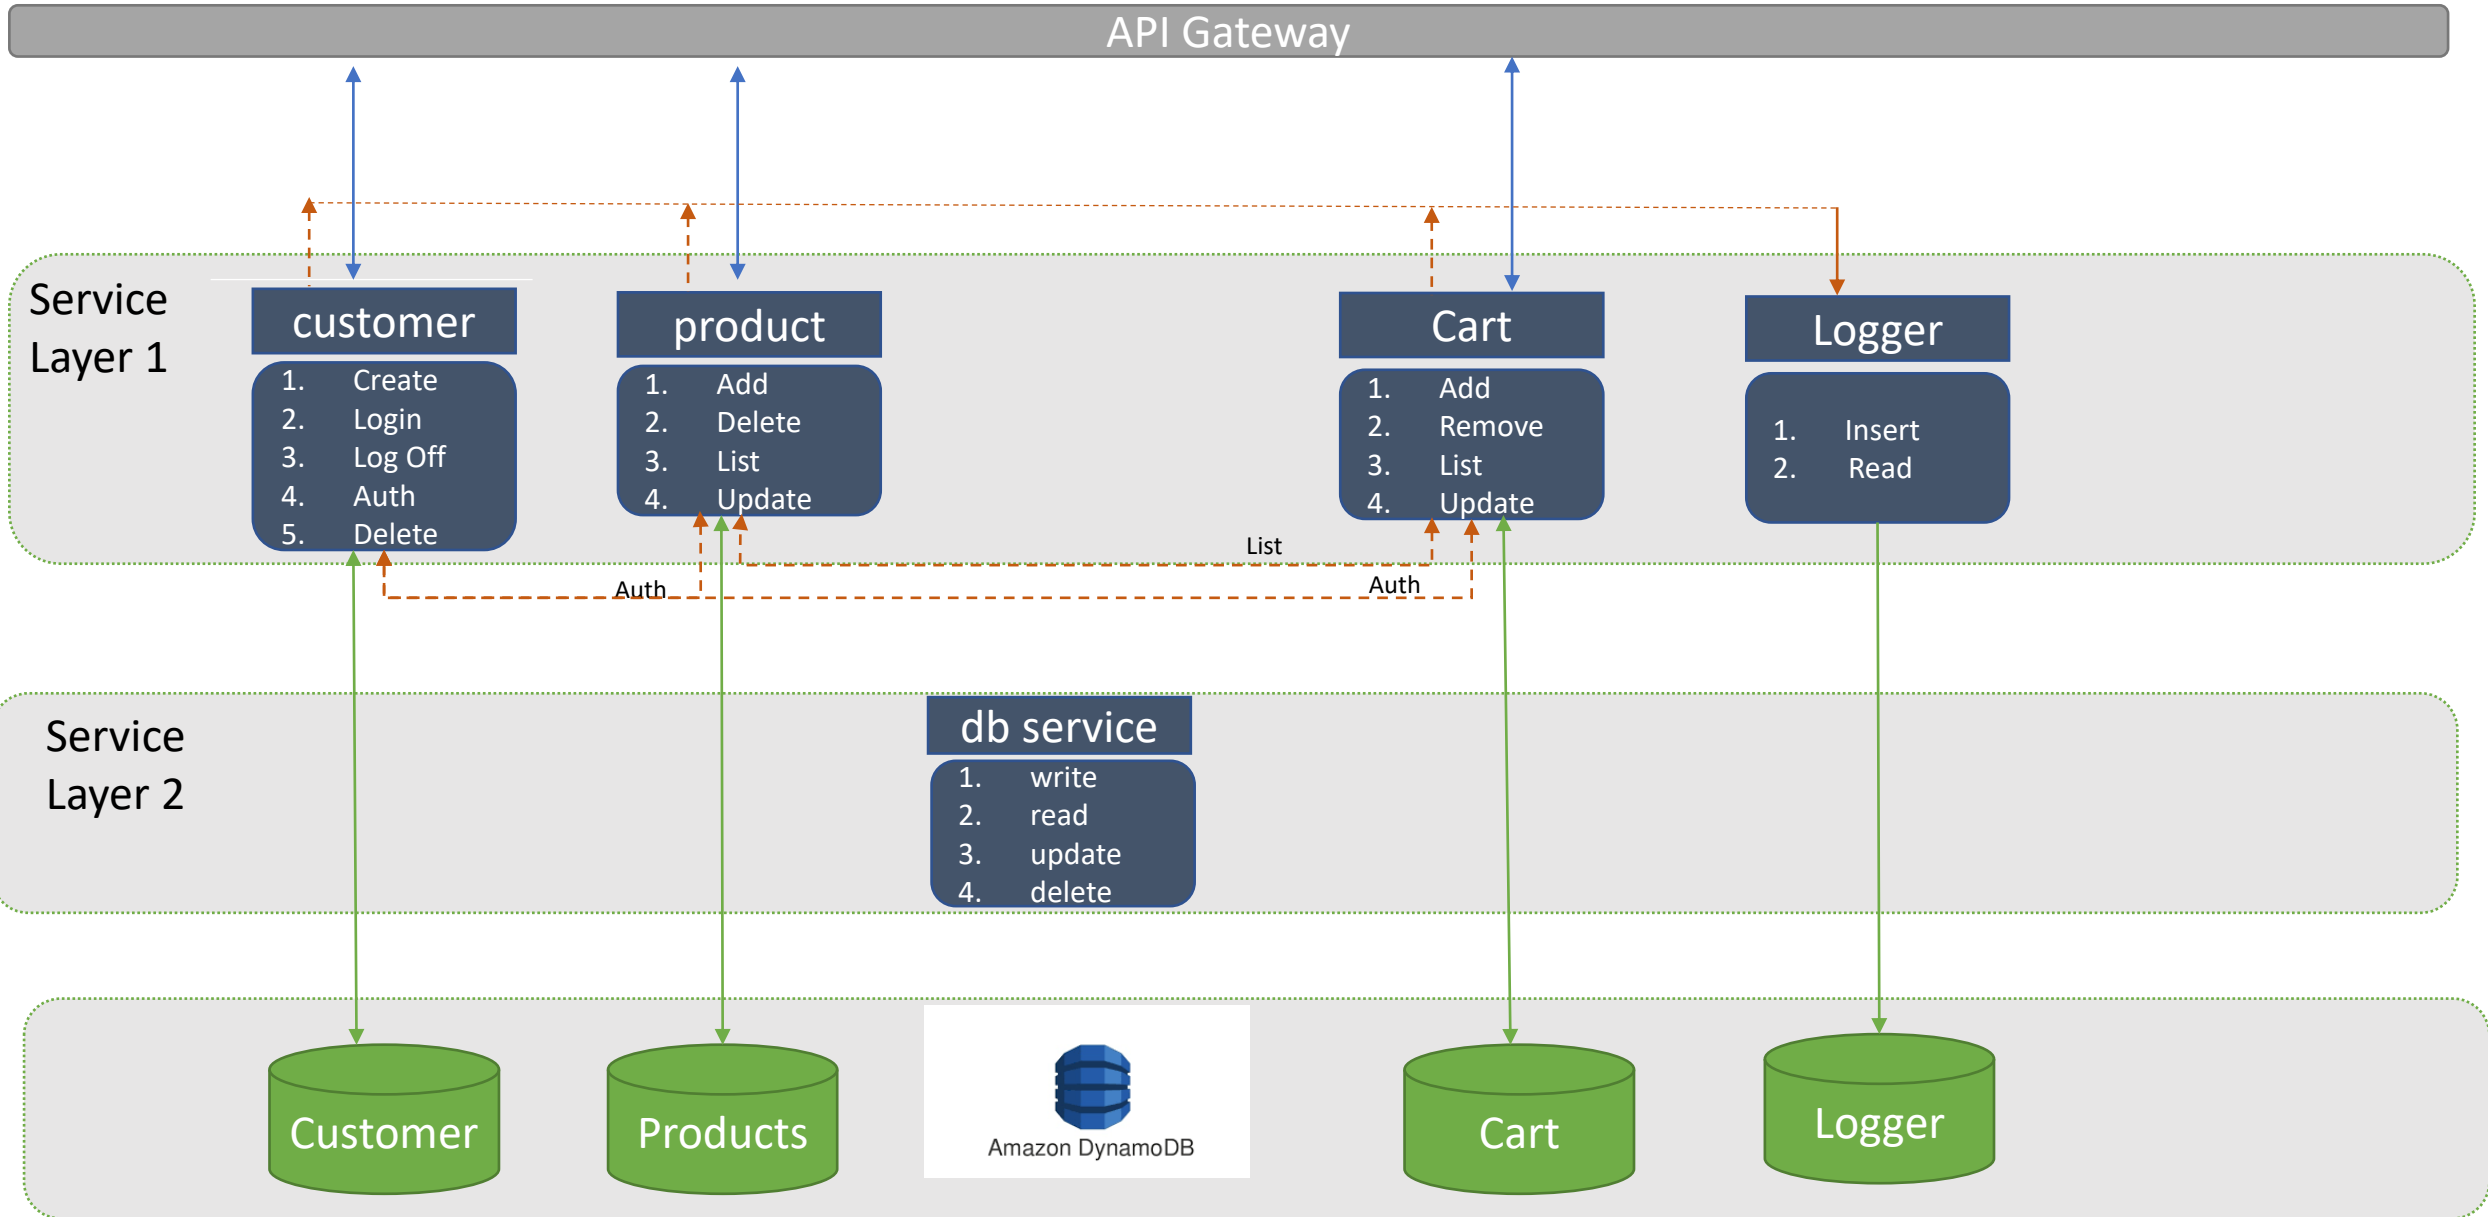 API Gateway
Service
Layer 1
customer
1. Create
2. Login
3. Log Off
4. Auth
5. Delete
product
1. Add
2. Delete
3. List
4. Update
Cart
1. Add
2. Remove
3. List
4. Update
Logger
1. Insert
2. Read
List
Auth
Auth
Service
Layer 2
db service
1. write
2. read
3. update
4. delete
Customer
Products
Amazon DynamoDB
Cart
Logger